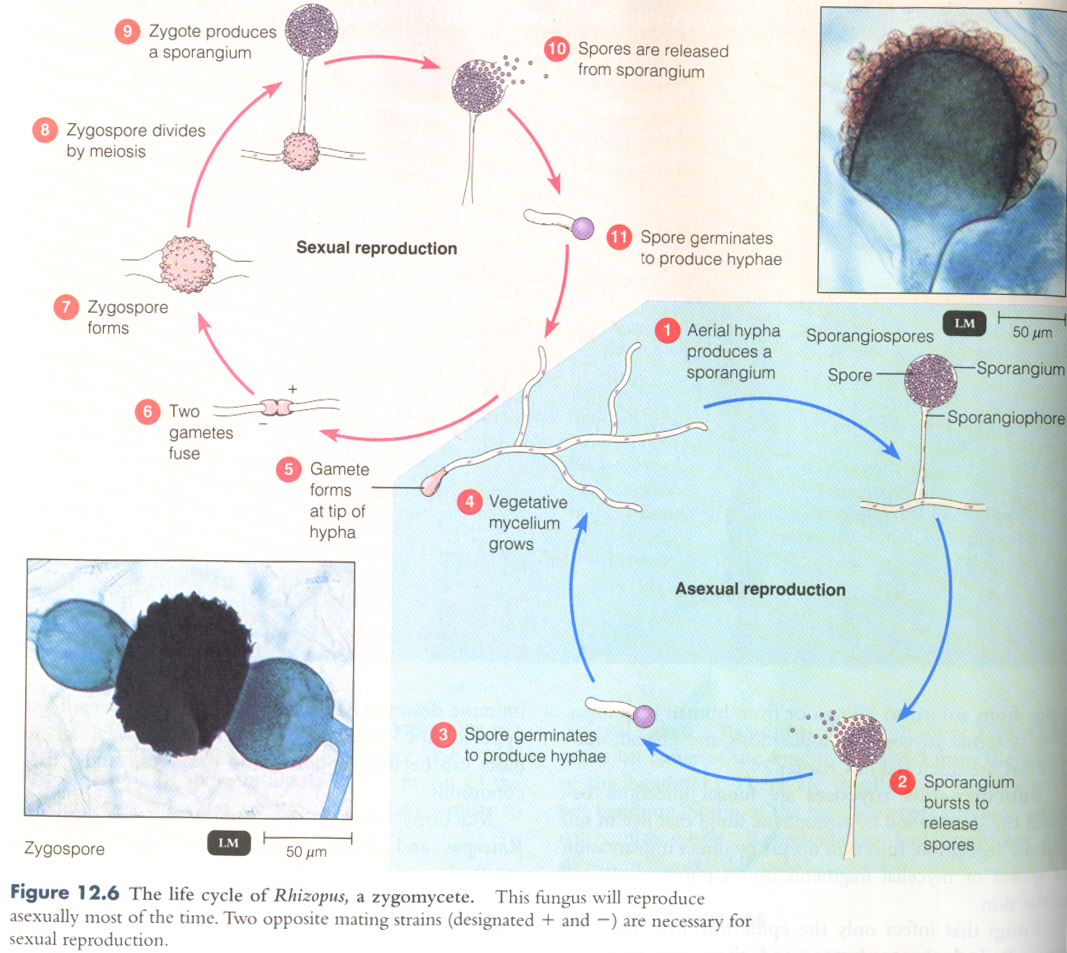 9 Zygote produces
a sporangium
10 Spores are released
from sporangium
8 Zygospore divides
by meiosis
Sexual reproduction
11 Spore germinates
to produce hyphae
7 Zygospore
forms
LM
50 µm
1 Aerial hypha
produces a
sporangium
Sporangiospores
Spore
Sporangium
Sporangiophore
+
−
6 Two
gametes
fuse
5 Gamete
forms
at tip of
hypha
4 Vegetative
mycelium
grows
Asexual reproduction
3 Spore germinates
to produce hyphae
2 Sporangium
bursts to
release
spores
Zygospore
LM
50 µm
Figure 12.6 The life cycle of Rhizopus, a zygomycete. This fungus will reproduce
asexually most of the time. Two opposite mating strains (designated + and −) are necessary for
sexual reproduction.
Fungi that infect only the